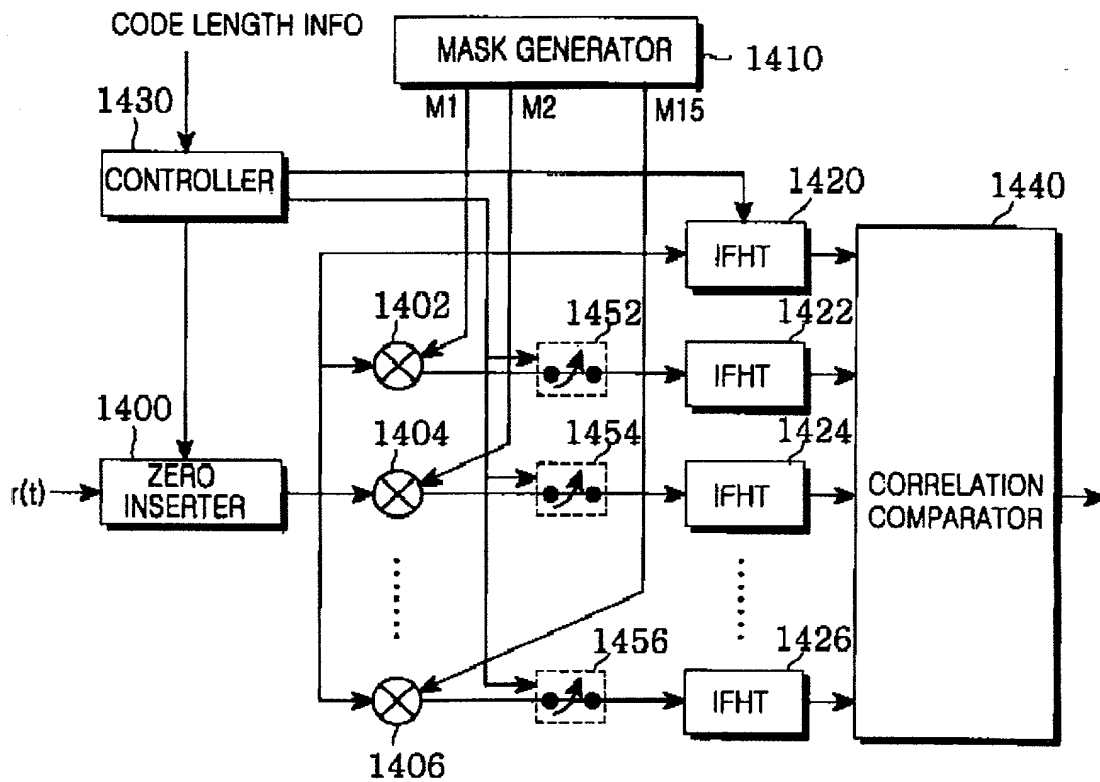 CODE LENGTH INFO
MASK GENERATOR
1410
M1
M2
M15
1430
CONTROLLER
1420
1440
IFHT
1402
1452
1422
IFHT
1400
1404
1454
1424
r(t)
ZERO
INSERTER
IFHT
CORRELATION
COMPARATOR
1456
1426
IFHT
1406